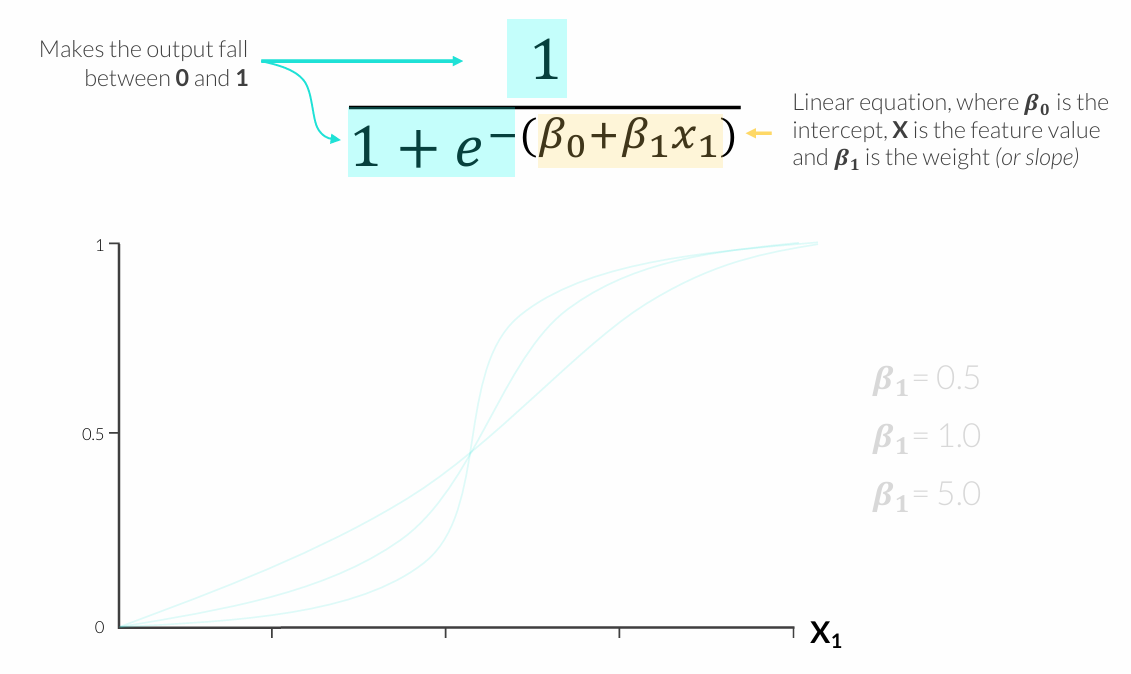 Makes the output fall
between 0 and 1
1
1 + e^−(β₀+β₁x₁)
Linear equation, where β₀ is the
intercept, X is the feature value
and β₁ is the weight (or slope)
1
0.5
0
β₁= 0.5
β₁= 1.0
β₁= 5.0
X₁